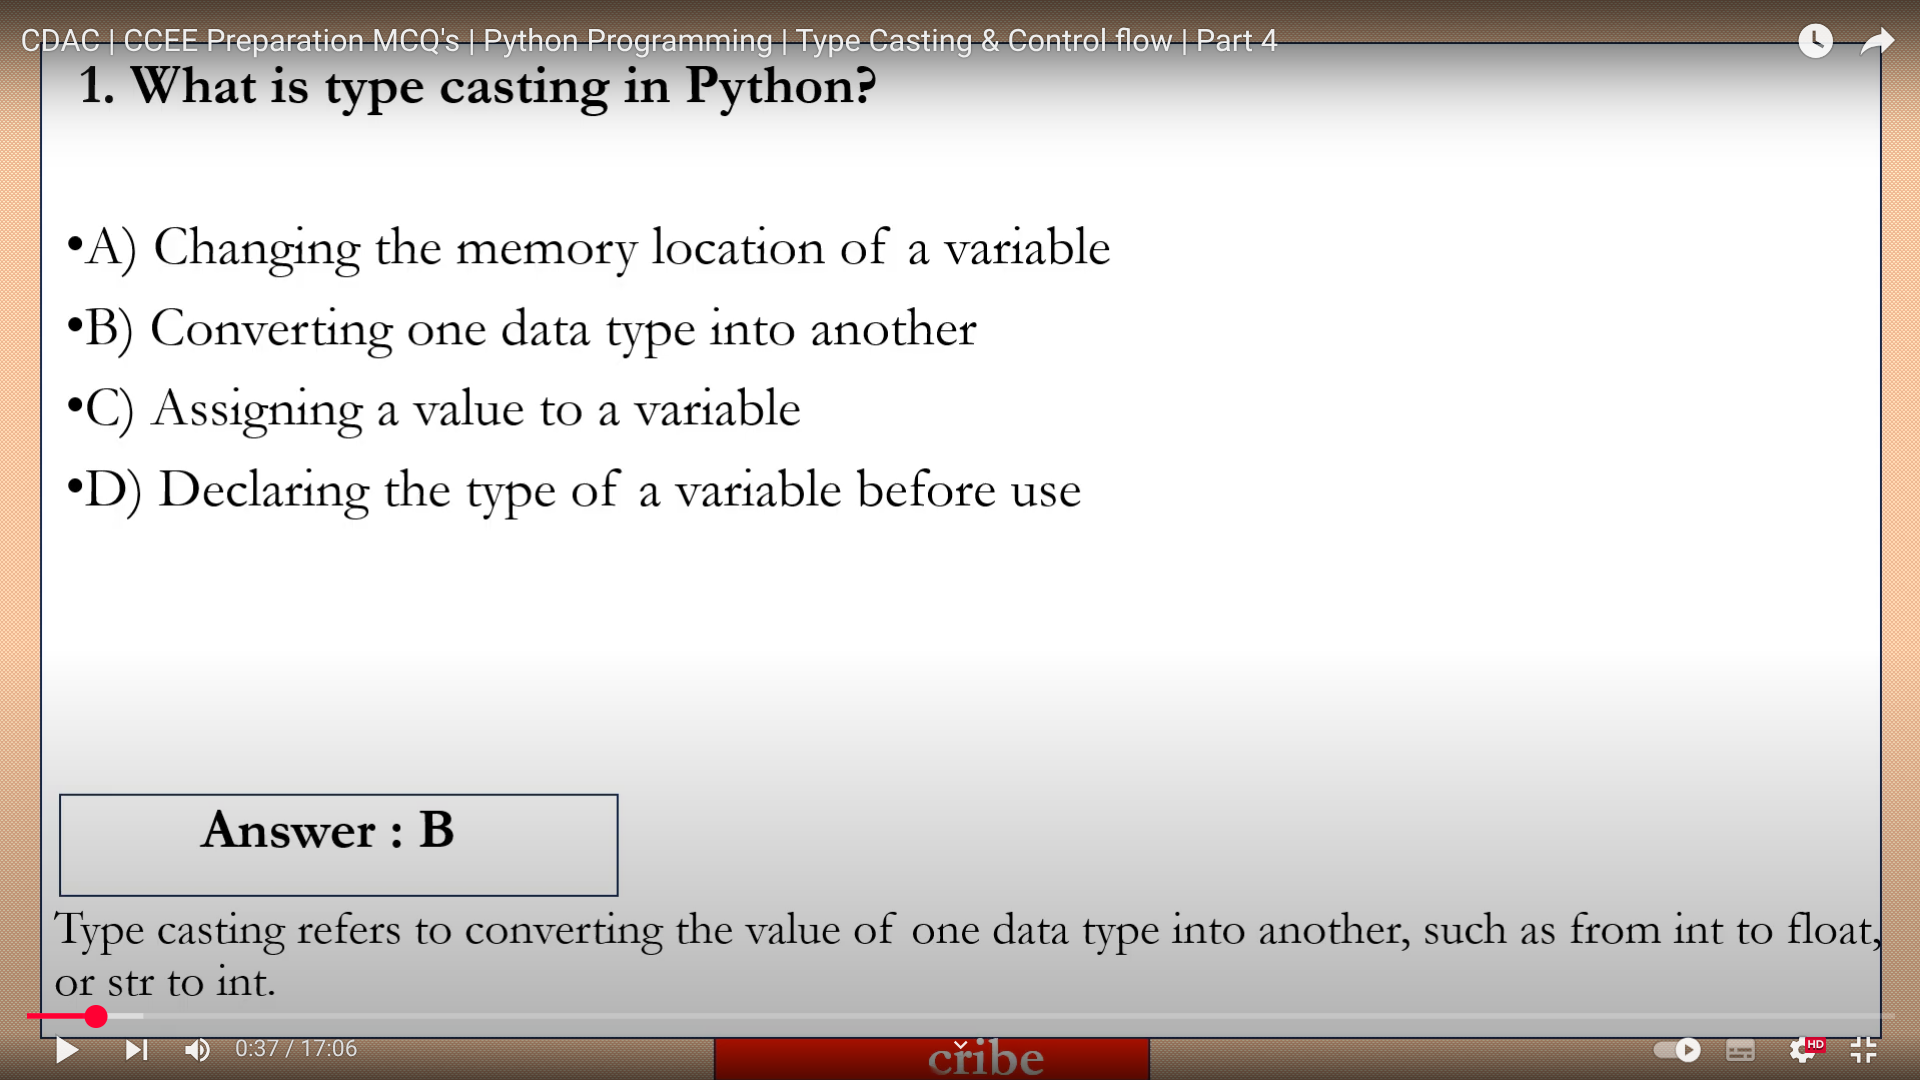 CDAC | CCEE Preparation MCQ's | Python Programming | Type Casting & Control flow | Part 4
1. What is type casting in Python?
•A) Changing the memory location of a variable
•B) Converting one data type into another
•C) Assigning a value to a variable
•D) Declaring the type of a variable before use
Answer : B
Type casting refers to converting the value of one data type into another, such as from int to float,
or str to int.
0:37 / 17:06
HD
cribe